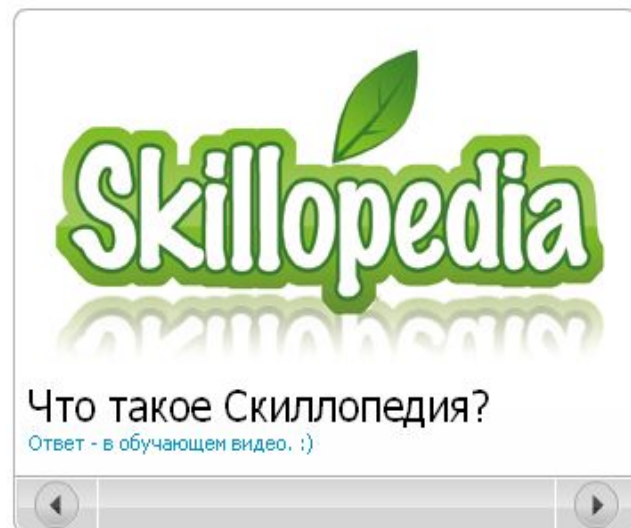 Skillopedia
Что такое Скиллопедия?
Ответ - в обучающем видео. :)